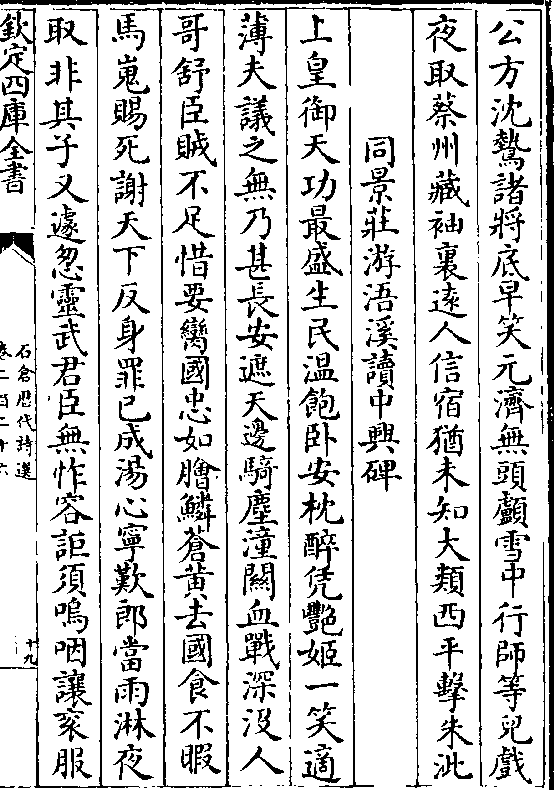 公方沈鷙諸將底早笑元濟無頭顱雪中行師等兒戲
夜取蔡州藏袖裏遠人信宿猶未知大類西平擊朱泚
同景莊游浯溪讀中興碑
上皇御天功最盛生民温飽卧安枕醉凭艷姬一笑適
薄夫議之無乃甚長安遮天邊騎塵潼關血戰深没人
哥舒臣賊不足惜要臠國忠如膾鱗蒼黄去國食不暇
馬嵬賜死謝天下反身罪已成湯心寧歎郎當雨淋夜
取非其子又遽怱靈武君臣無怍容詎須嗚咽讓衮服
欽定四庫全書
石倉歴代詩選
卷二百二十六
十九